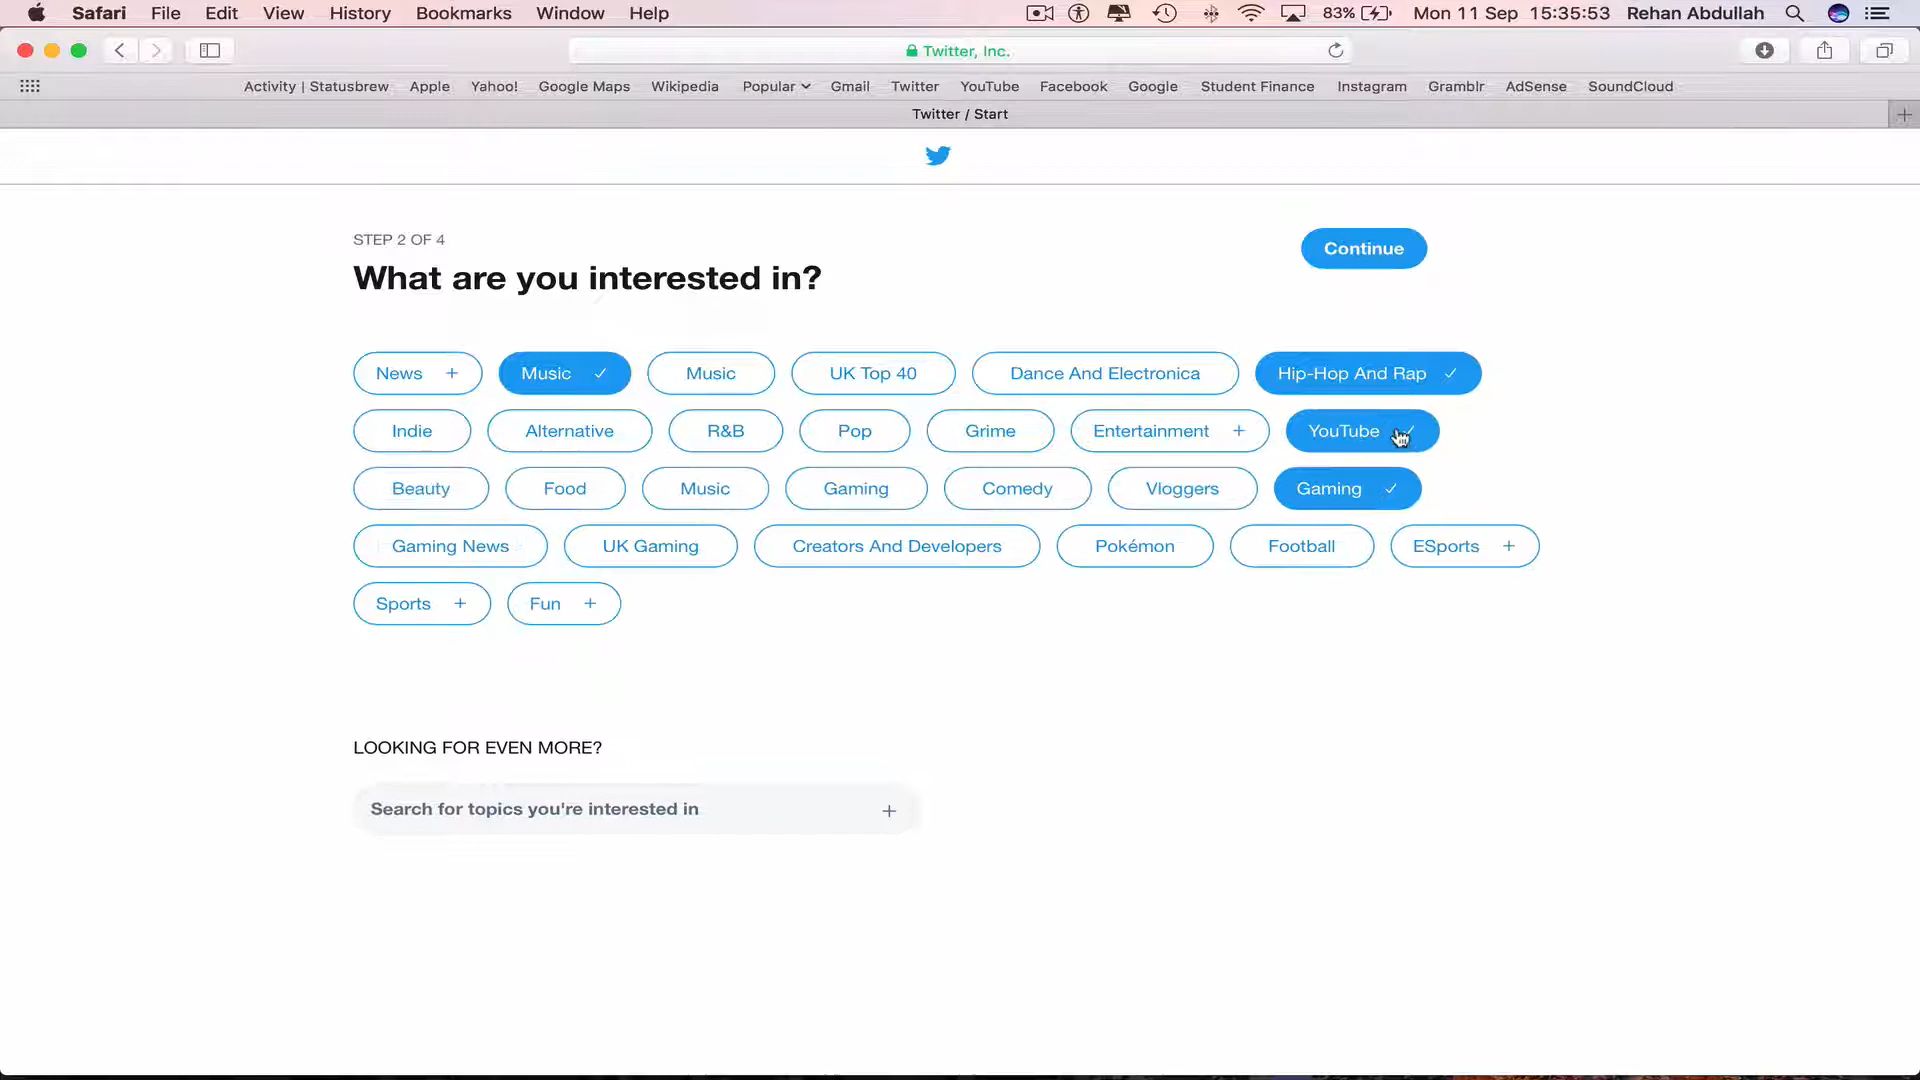 Safari File Edit View History Bookmarks Window Help 83% Mon 11 Sep 15:35:53 Rehan Abdullah
Twitter, Inc.
Activity | Statusbrew Apple Yahoo! Google Maps Wikipedia Popular Gmail Twitter YouTube Facebook Google Student Finance Instagram Gramblr AdSense SoundCloud
Twitter / Start
STEP 2 OF 4
Continue
What are you interested in?
News + Music ✓ Music UK Top 40 Dance And Electronica Hip-Hop And Rap ✓
Indie Alternative R&B Pop Grime Entertainment + YouTube ✓
Beauty Food Music Gaming Comedy Vloggers Gaming ✓
Gaming News UK Gaming Creators And Developers Pokémon Football ESports +
Sports + Fun +
LOOKING FOR EVEN MORE?
Search for topics you're interested in +